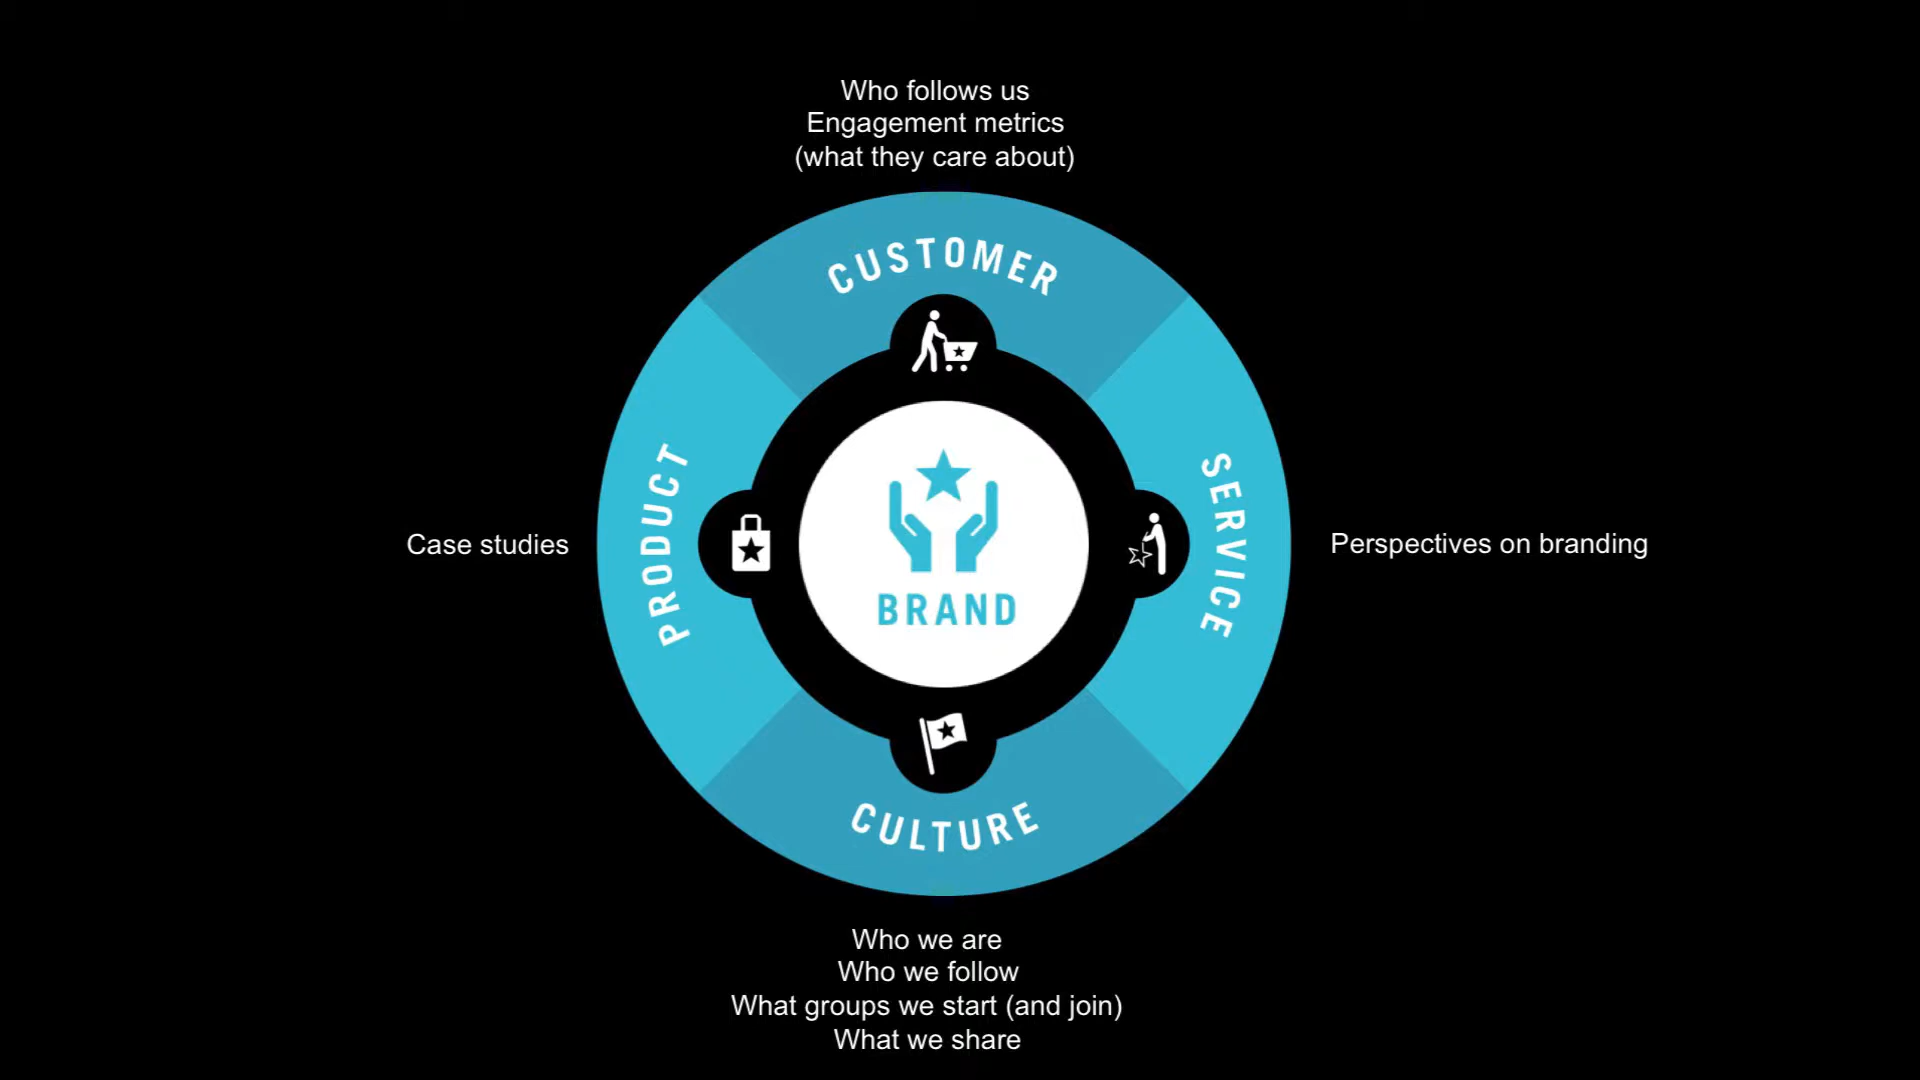 Who follows us
Engagement metrics
(what they care about)
CUSTOMER
Case studies
PRODUCT
BRAND
SERVICE
Perspectives on branding
CULTURE
Who we are
Who we follow
What groups we start (and join)
What we share